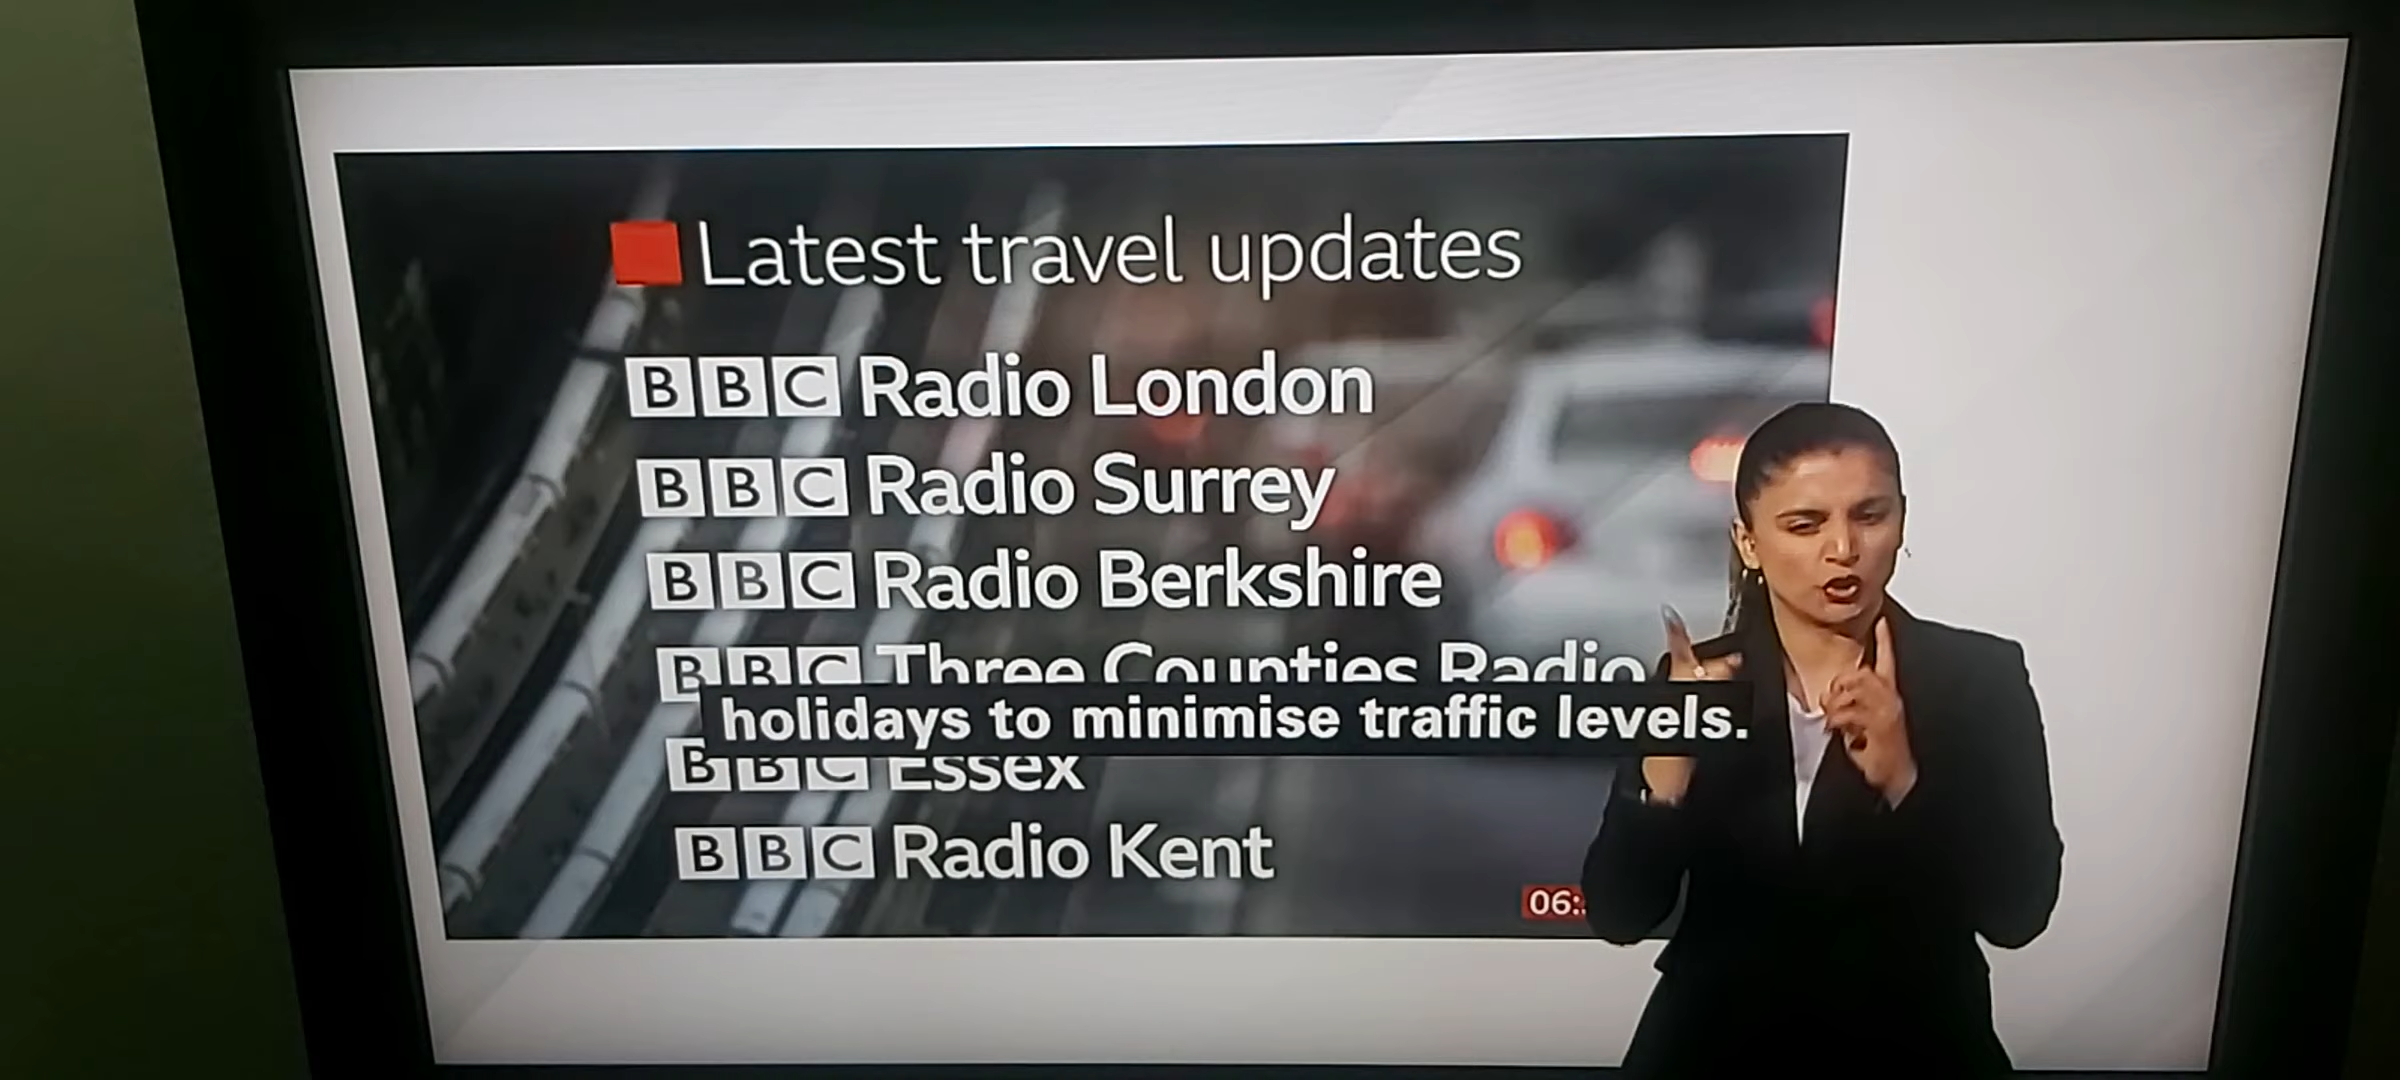 Latest travel updates
BBC Radio London
BBC Radio Surrey
BBC Radio Berkshire
BBC Three Counties Radio
holidays to minimise traffic levels.
BBC Essex
BBC Radio Kent
06: